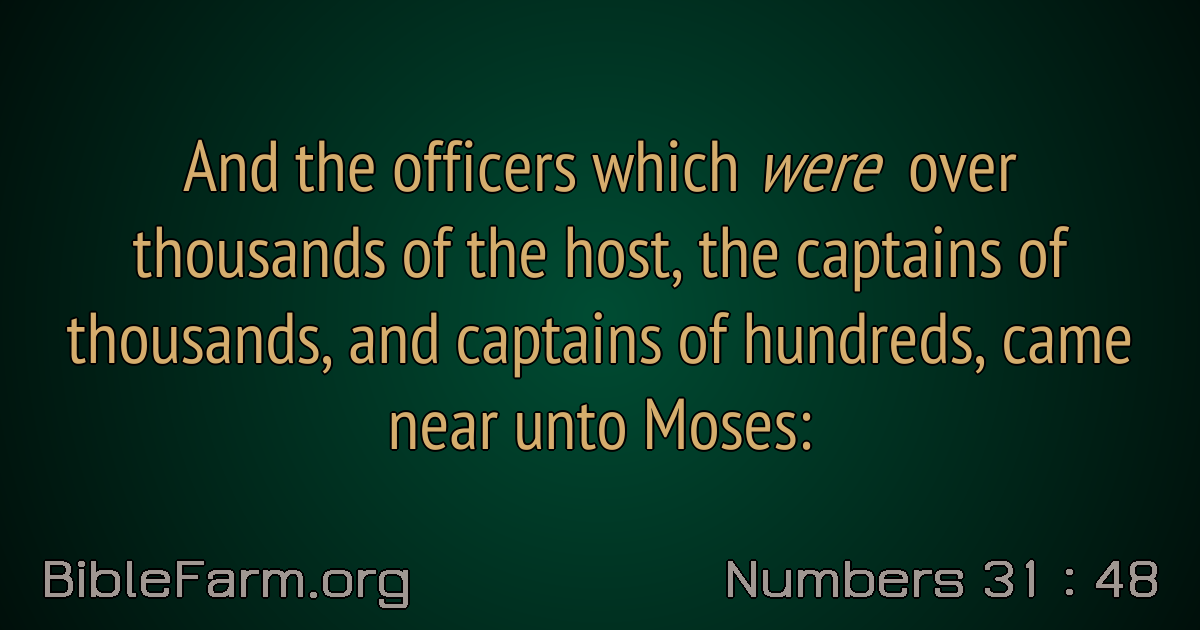 And the officers which were over
thousands of the host, the captains of
thousands, and captains of hundreds, came
near unto Moses:
BibleFarm.org
Numbers 31 : 48